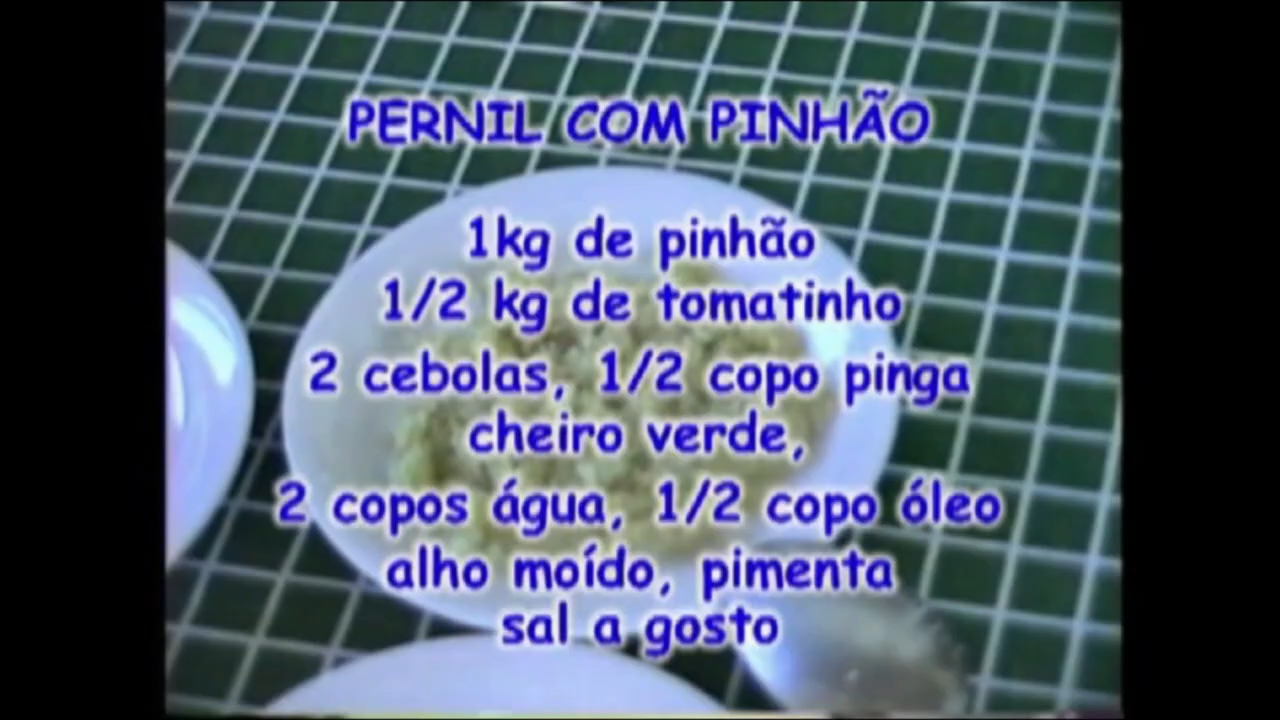 PERNIL COM PINHÃO
1kg de pinhão
1/2 kg de tomatinho
2 cebolas, 1/2 copo pinga
cheiro verde,
2 copos água, 1/2 copo óleo
alho moído, pimenta
sal a gosto